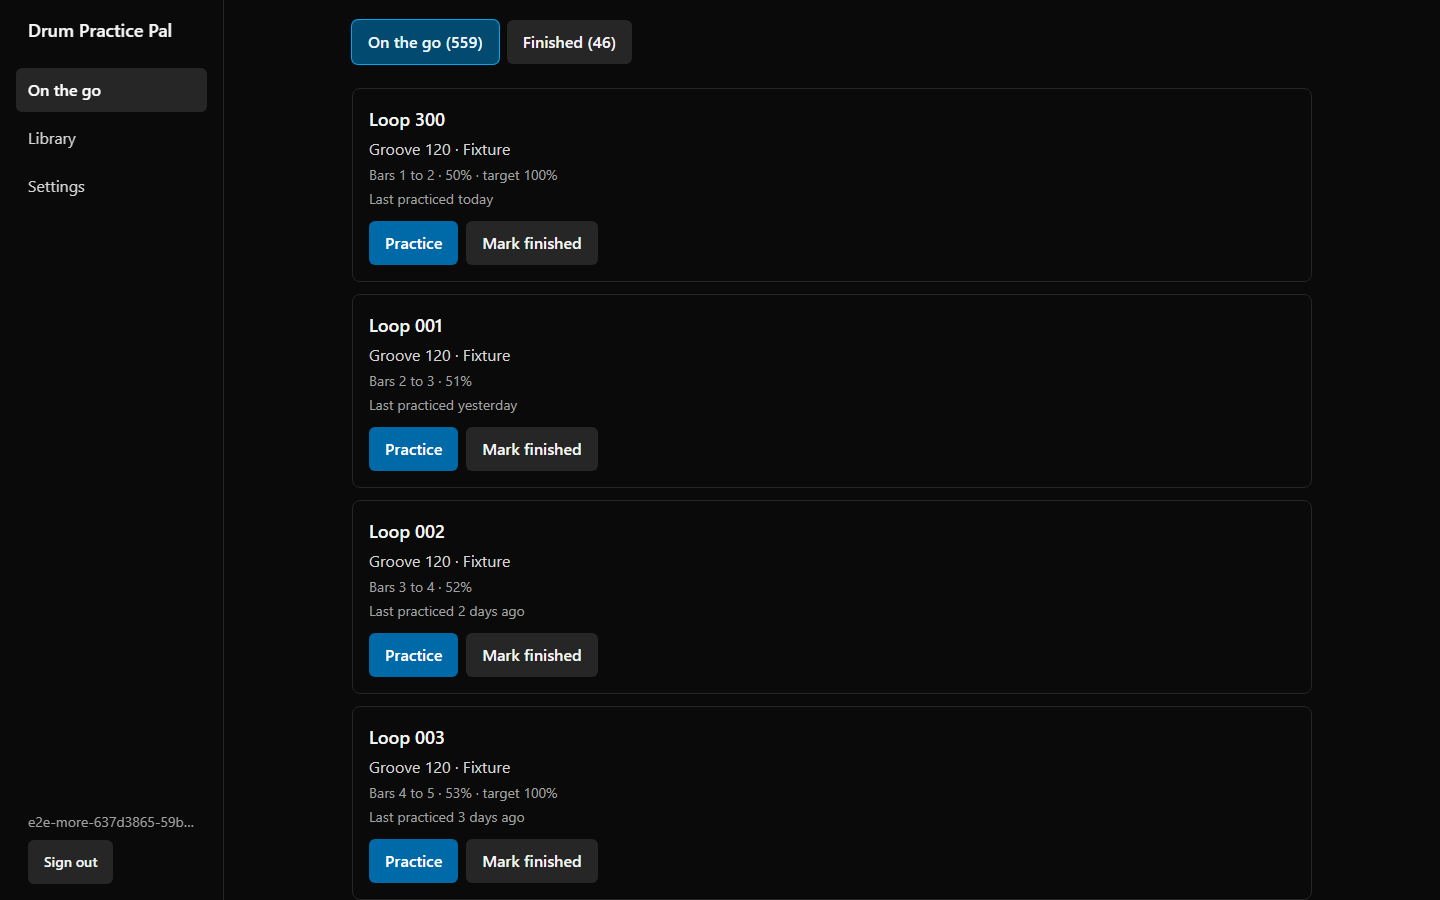 Drum Practice Pal
On the go
Library
Settings
e2e-more-637d3865-59b...
Sign out
On the go (559)
Finished (46)
Loop 300
Groove 120 · Fixture
Bars 1 to 2 · 50% · target 100%
Last practiced today
Practice
Mark finished
Loop 001
Groove 120 · Fixture
Bars 2 to 3 · 51%
Last practiced yesterday
Practice
Mark finished
Loop 002
Groove 120 · Fixture
Bars 3 to 4 · 52%
Last practiced 2 days ago
Practice
Mark finished
Loop 003
Groove 120 · Fixture
Bars 4 to 5 · 53% · target 100%
Last practiced 3 days ago
Practice
Mark finished